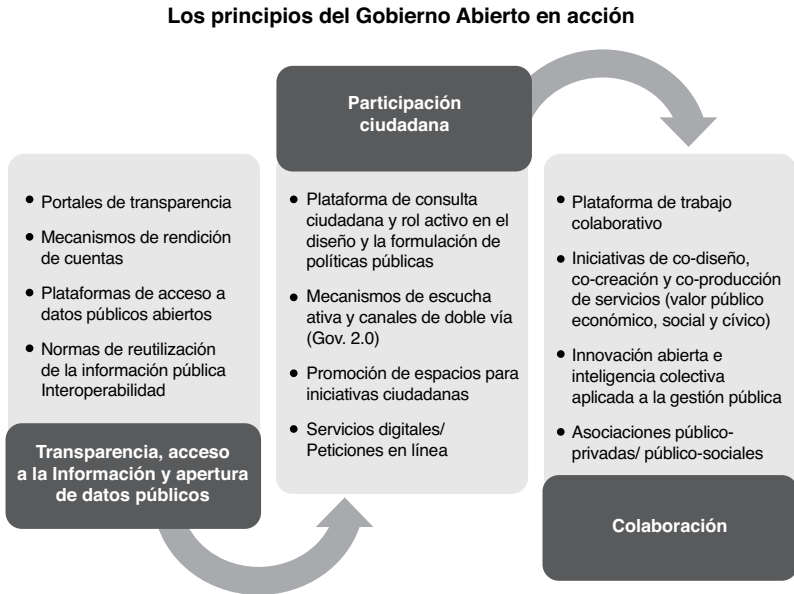 Los principios del Gobierno Abierto en acción
• Portales de transparencia
• Mecanismos de rendición
de cuentas
• Plataformas de acceso a
datos públicos abiertos
• Normas de reutilización
de la información pública
Interoperabilidad
Transparencia, acceso
a la Información y apertura
de datos públicos
Participación
ciudadana
• Plataforma de consulta
ciudadana y rol activo en el
diseño y la formulación de
políticas públicas
• Mecanismos de escucha
ativa y canales de doble vía
(Gov. 2.0)
• Promoción de espacios para
iniciativas ciudadanas
• Servicios digitales/
Peticiones en línea
• Plataforma de trabajo
colaborativo
• Iniciativas de co-diseño,
co-creación y co-producción
de servicios (valor público
económico, social y cívico)
• Innovación abierta e
inteligencia colectiva
aplicada a la gestión pública
• Asociaciones público-
privadas/ público-sociales
Colaboración